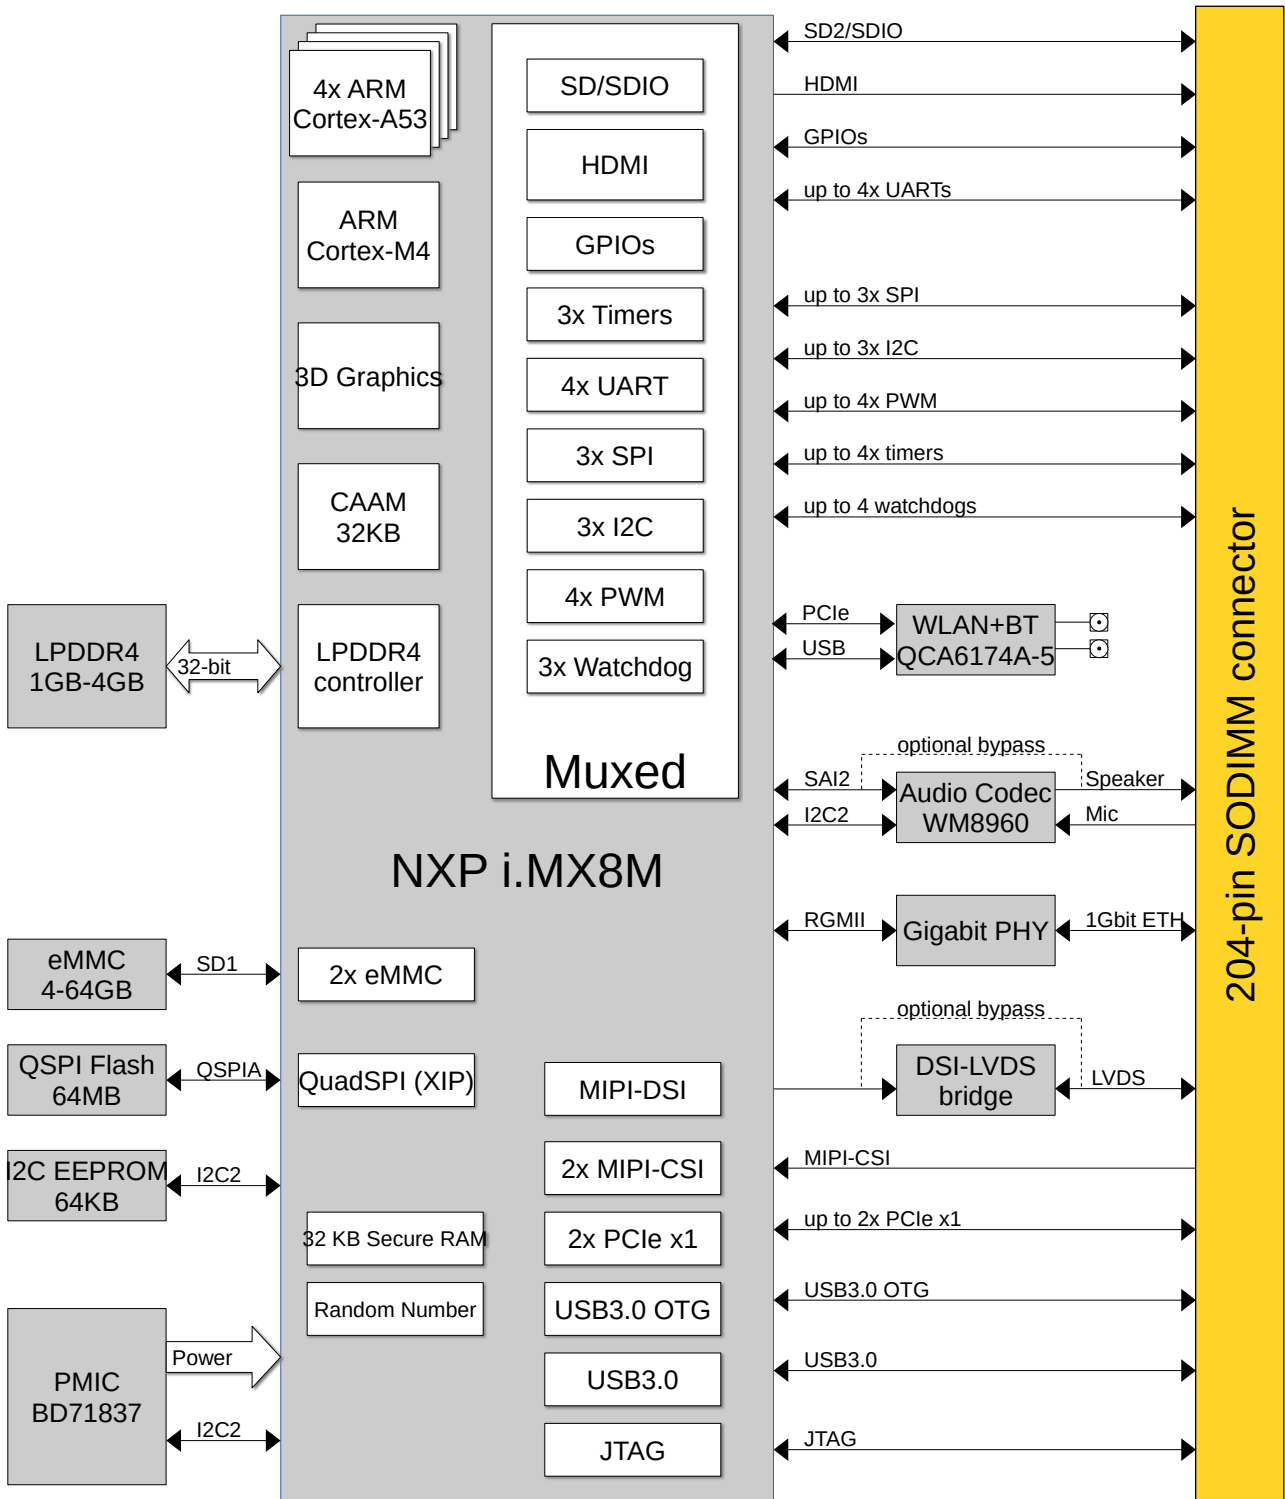 4x ARM
Cortex-A53
ARM
Cortex-M4
3D Graphics
CAAM
32KB
LPDDR4
1GB-4GB
32-bit
LPDDR4
controller
SD/SDIO
HDMI
GPIOs
3x Timers
4x UART
3x SPI
3x I2C
4x PWM
3x Watchdog
Muxed
NXP i.MX8M
eMMC
4-64GB
SD1
2x eMMC
QSPI Flash
64MB
QSPIA
QuadSPI (XIP)
I2C EEPROM
64KB
I2C2
32 KB Secure RAM
Random Number
PMIC
BD71837
Power
I2C2
MIPI-DSI
2x MIPI-CSI
2x PCIe x1
USB3.0 OTG
USB3.0
JTAG
SD2/SDIO
HDMI
GPIOs
up to 4x UARTs
up to 3x SPI
up to 3x I2C
up to 4x PWM
up to 4x timers
up to 4 watchdogs
PCIe
USB
WLAN+BT
QCA6174A-5
optional bypass
SAI2
I2C2
Audio Codec
WM8960
Speaker
Mic
RGMII
Gigabit PHY
1Gbit ETH
optional bypass
DSI-LVDS
bridge
LVDS
MIPI-CSI
up to 2x PCIe x1
USB3.0 OTG
USB3.0
JTAG
204-pin SODIMM connector